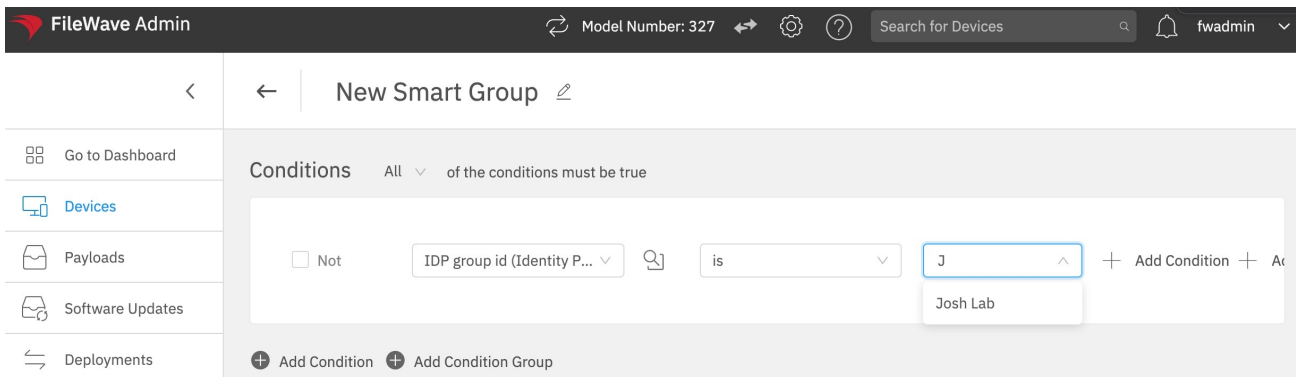 FileWave Admin
Model Number: 327
Search for Devices
fwadmin
New Smart Group
Go to Dashboard
Devices
Payloads
Software Updates
Deployments
Conditions All of the conditions must be true
Not IDP group id (Identity P... is J Add Condition
Josh Lab
Add Condition Add Condition Group